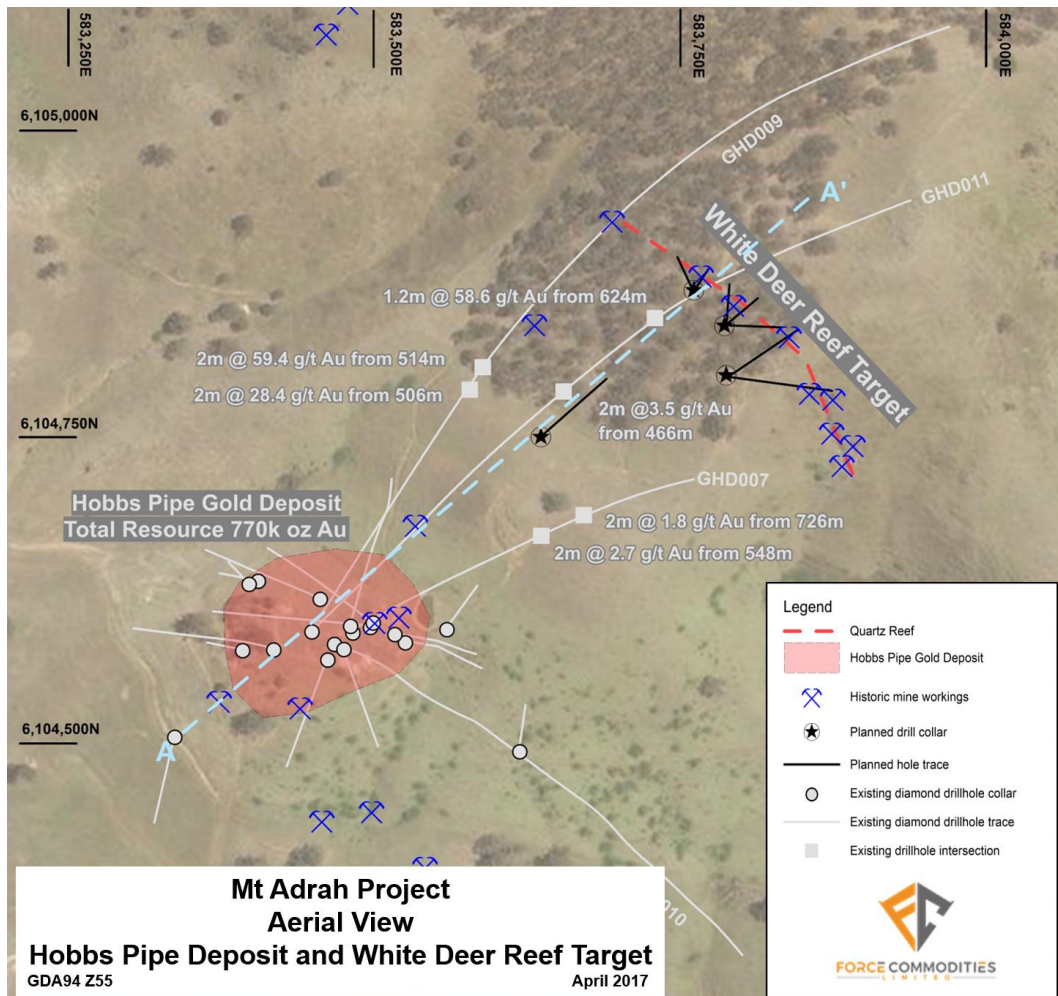 583,250E
583,500E
583,750E
584,000E
6,105,000N
GHD009
GHD011
A'
White Deer Reef Target
1.2m @ 58.6 g/t Au from 624m
2m @ 59.4 g/t Au from 514m
2m @ 28.4 g/t Au from 506m
2m @3.5 g/t Au
from 466m
6,104,750N
GHD007
Hobbs Pipe Gold Deposit
Total Resource 770k oz Au
2m @ 1.8 g/t Au from 726m
2m @ 2.7 g/t Au from 548m
6,104,500N
A
Legend
Quartz Reef
Hobbs Pipe Gold Deposit
Historic mine workings
Planned drill collar
Planned hole trace
Existing diamond drillhole collar
Existing diamond drillhole trace
Existing drillhole intersection
FORCE COMMODITIES
LIMITED
Mt Adrah Project
Aerial View
Hobbs Pipe Deposit and White Deer Reef Target
GDA94 Z55
April 2017